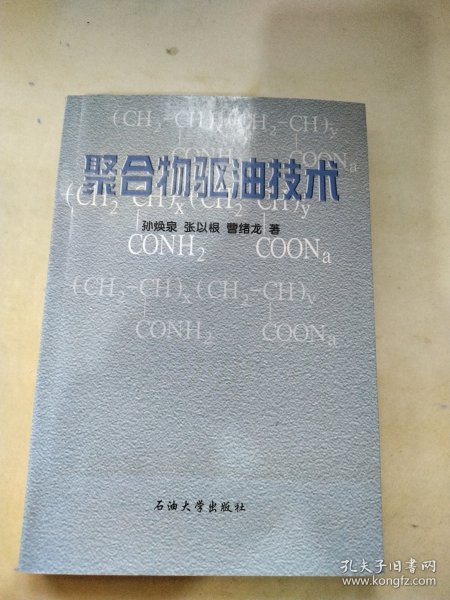 (CH2-CH)x(CH2-CH)y
CONH2 COONa
聚合物驱油技术
(CH2-CH)x(CH2-CH)y
孙焕泉 张以根 曹绪龙 著
CONH2 COONa
(CH2-CH)x(CH2-CH)y
CONH2 COONa
石油大学出版社
孔夫子旧书网
www.kongfz.com